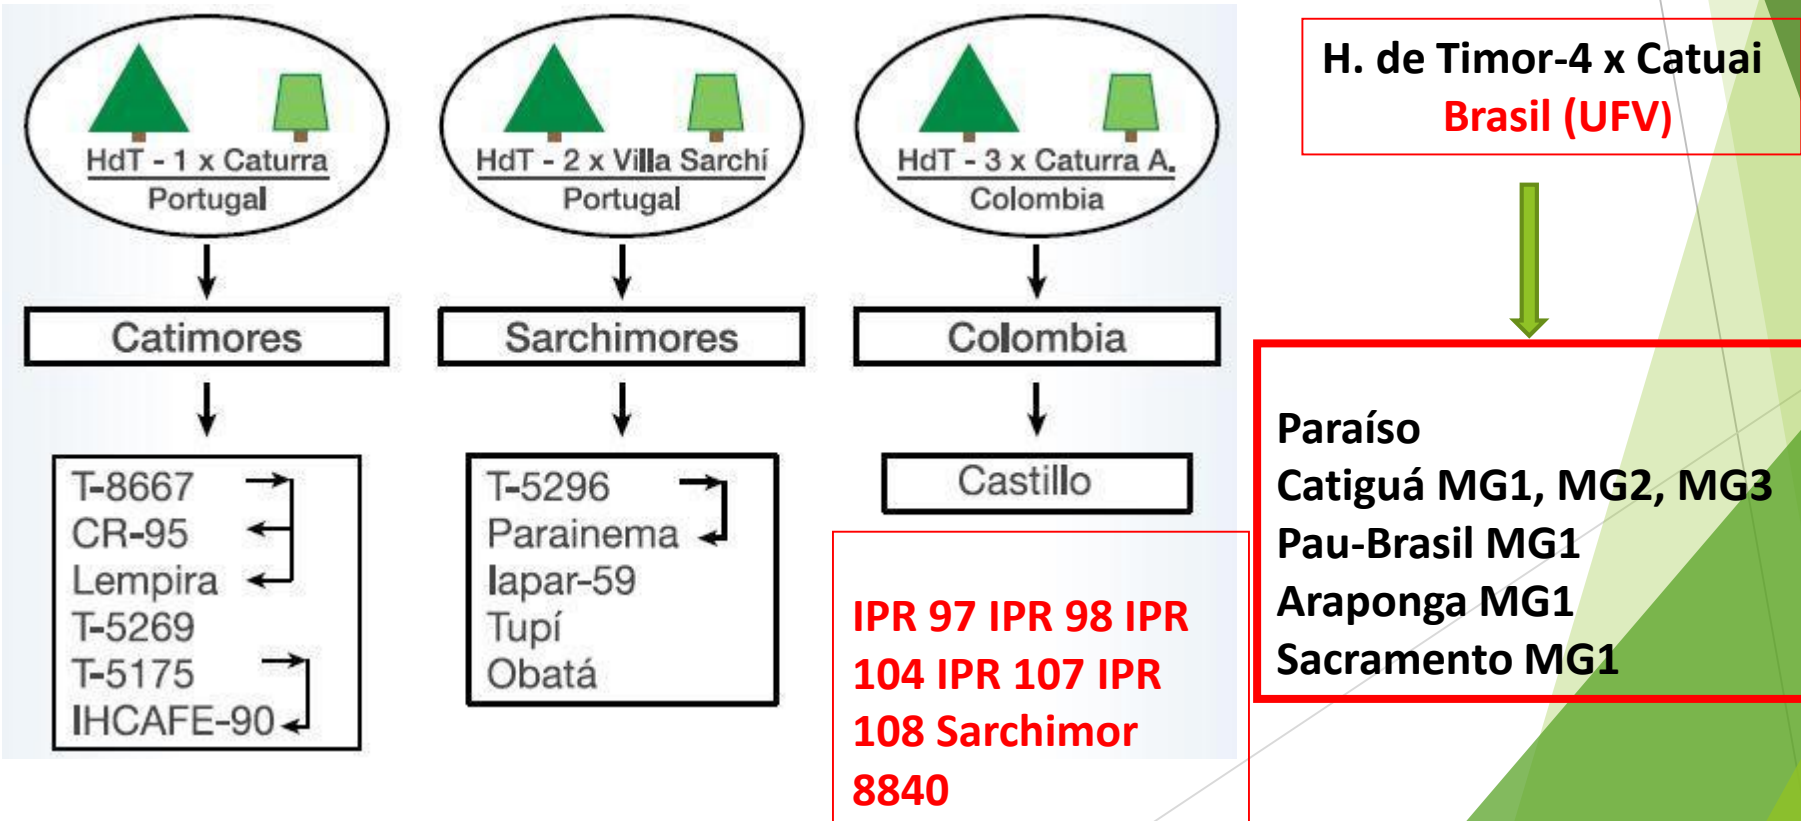 HdT - 1 x Caturra
Portugal
Catimores
T-8667
CR-95
Lempira
T-5269
T-5175
IHCAFE-90
HdT - 2 x Villa Sarchí
Portugal
Sarchimores
T-5296
Parainema
Iapar-59
Tupí
Obatá
HdT - 3 x Caturra A.
Colombia
Colombia
Castillo
IPR 97 IPR 98 IPR
104 IPR 107 IPR
108 Sarchimor
8840
H. de Timor-4 x Catuai
Brasil (UFV)
Paraíso
Catiguá MG1, MG2, MG3
Pau-Brasil MG1
Araponga MG1
Sacramento MG1